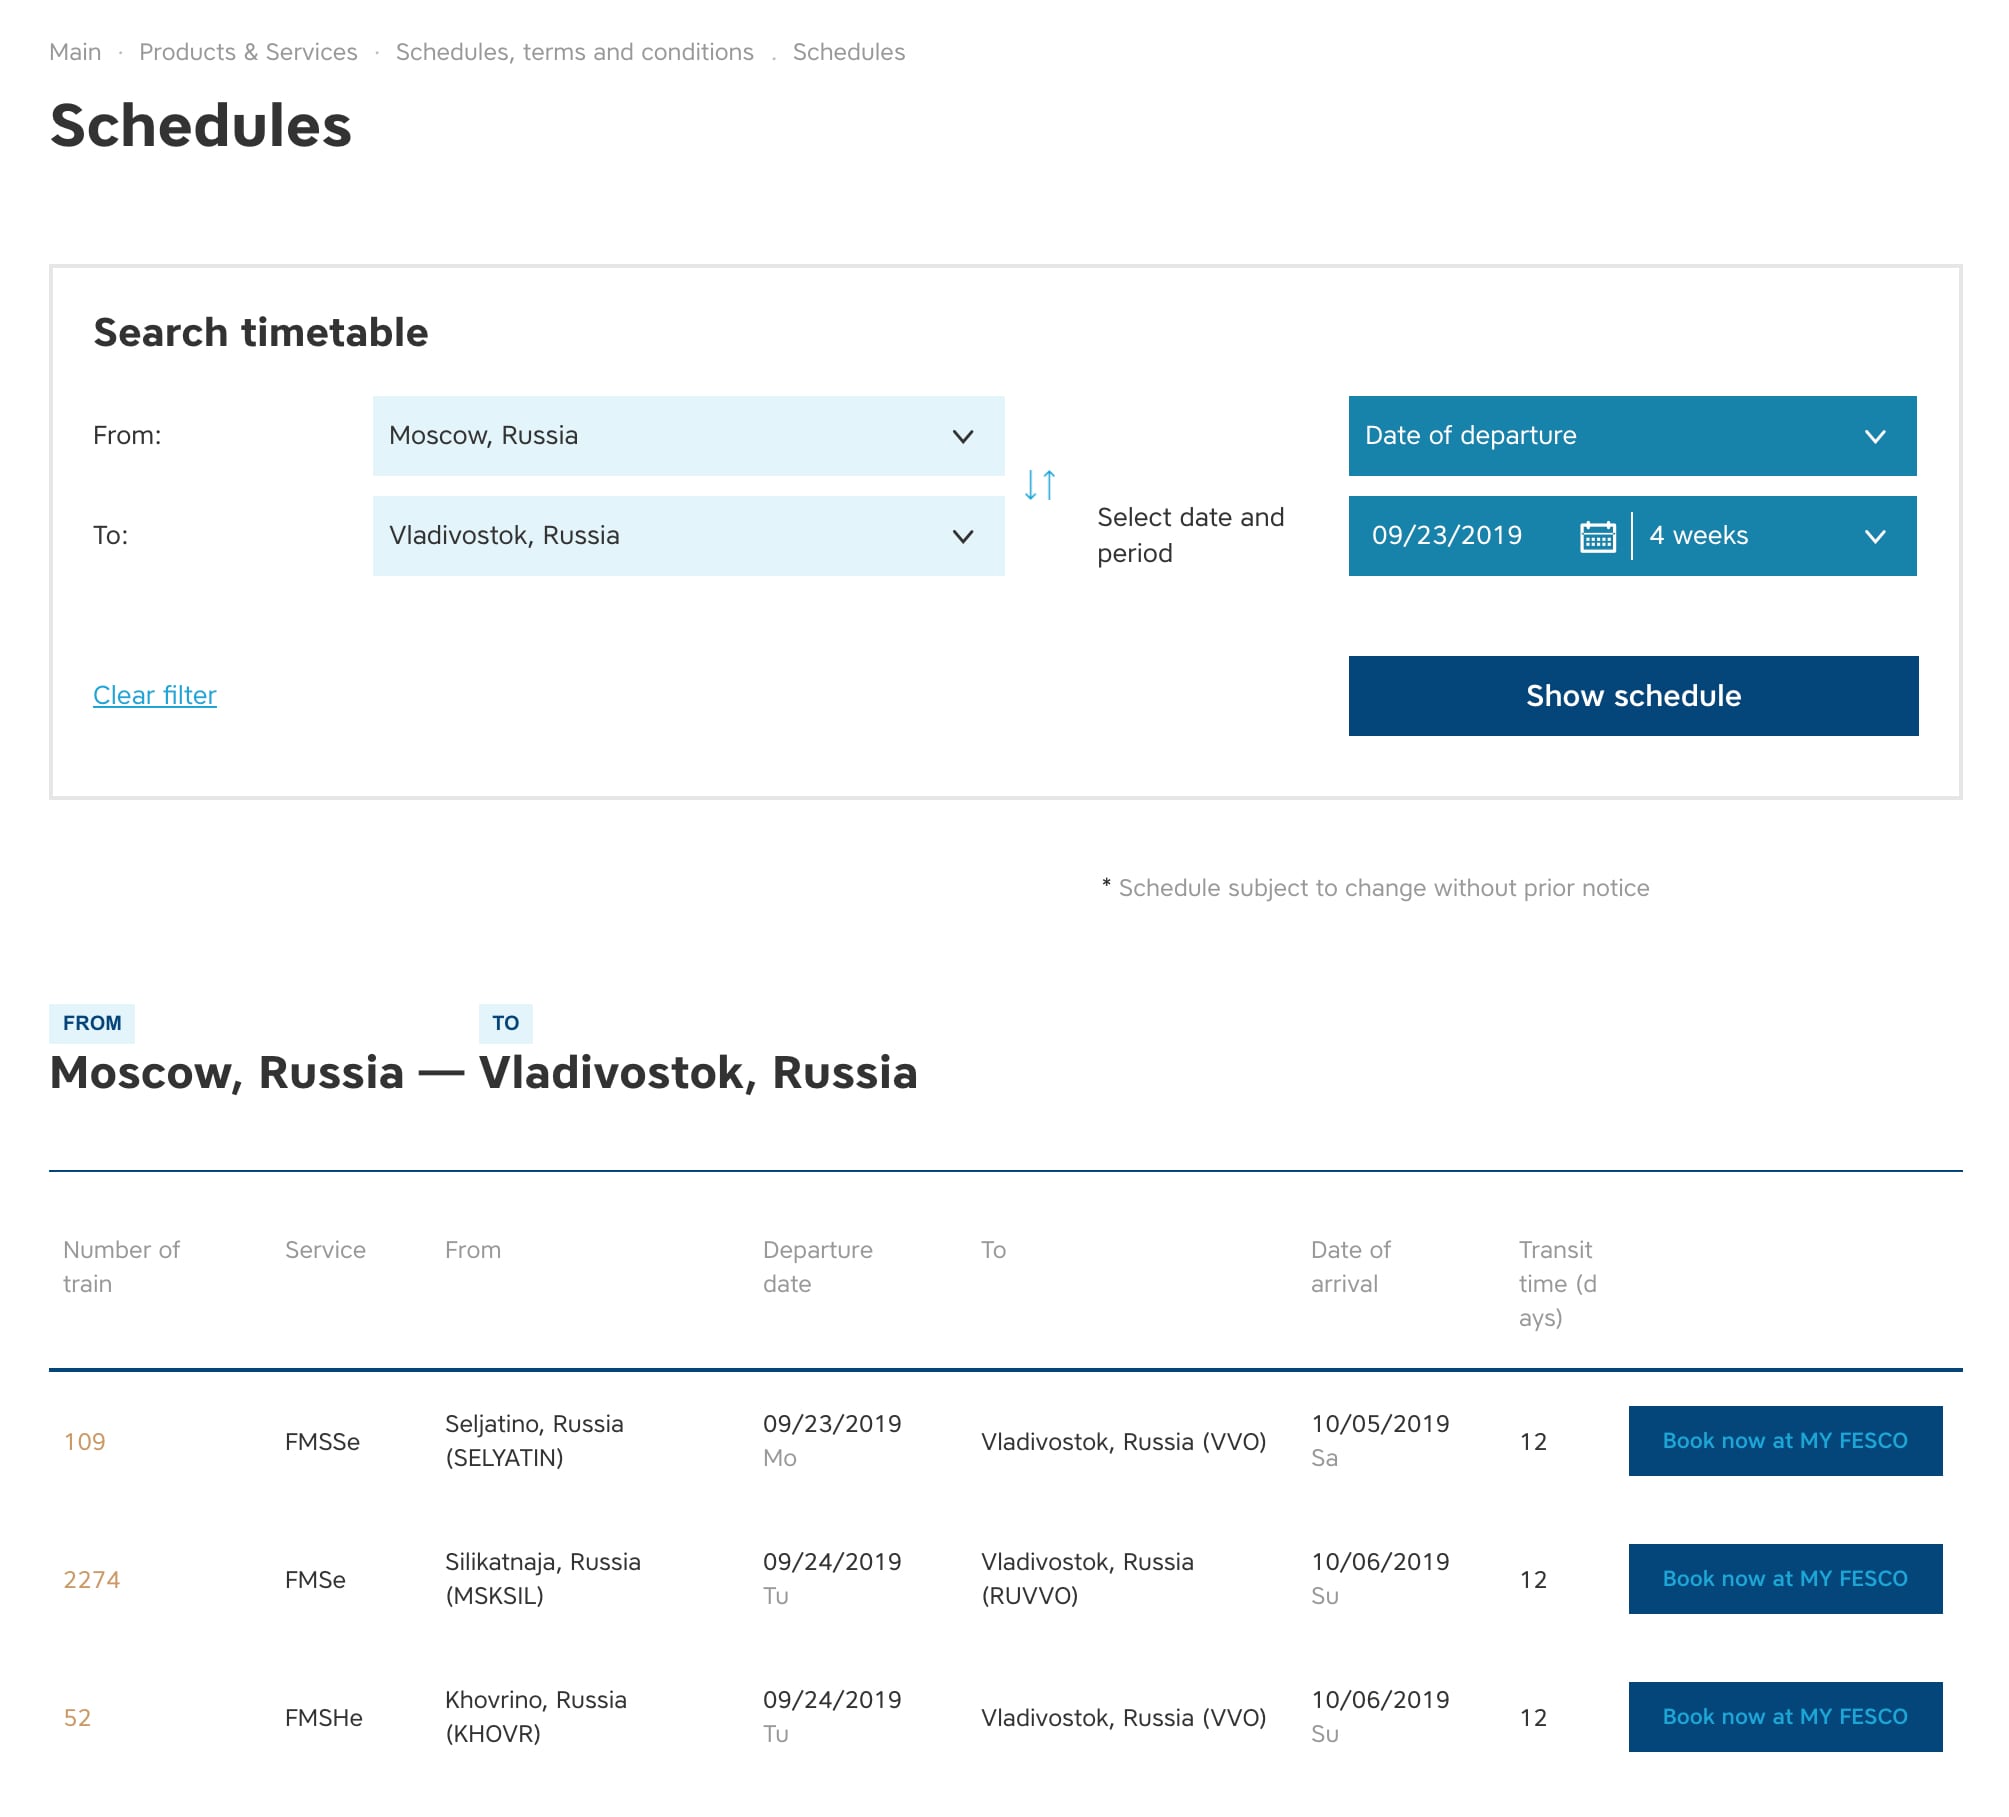 Main · Products & Services · Schedules, terms and conditions . Schedules
Schedules
Search timetable
From:
Moscow, Russia
Date of departure
To:
Vladivostok, Russia
Select date and
period
09/23/2019
4 weeks
Clear filter
Show schedule
* Schedule subject to change without prior notice
FROM
TO
Moscow, Russia — Vladivostok, Russia
Number of
train
Service
From
Departure
date
To
Date of
arrival
Transit
time (d
ays)
109
FMSSe
Seljatino, Russia
(SELYATIN)
09/23/2019
Mo
Vladivostok, Russia (VVO)
10/05/2019
Sa
12
Book now at MY FESCO
2274
FMSe
Silikatnaja, Russia
(MSKSIL)
09/24/2019
Tu
Vladivostok, Russia
(RUVVO)
10/06/2019
Su
12
Book now at MY FESCO
52
FMSHe
Khovrino, Russia
(KHOVR)
09/24/2019
Tu
Vladivostok, Russia (VVO)
10/06/2019
Su
12
Book now at MY FESCO